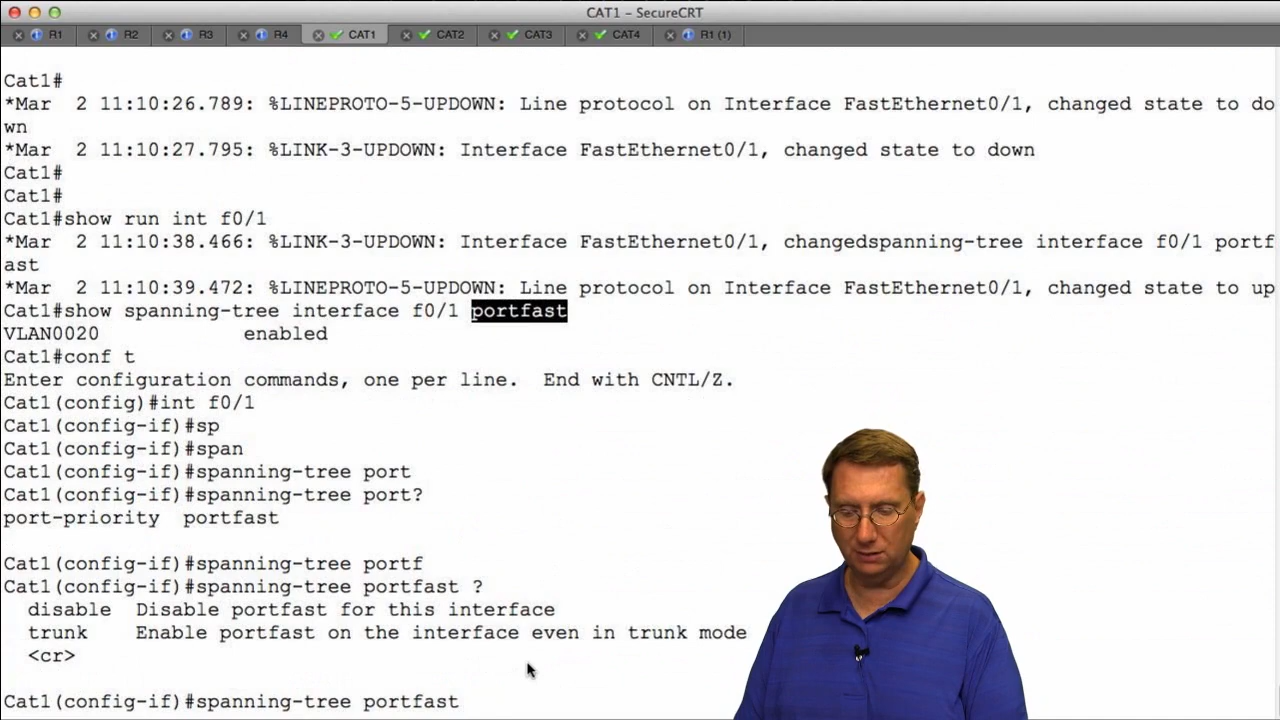 CAT1 – SecureCRT
R1 R2 R3 R4 CAT1 CAT2 CAT3 CAT4 R1 (1)
Cat1#
*Mar  2 11:10:26.789: %LINEPROTO-5-UPDOWN: Line protocol on Interface FastEthernet0/1, changed state to do
wn
*Mar  2 11:10:27.795: %LINK-3-UPDOWN: Interface FastEthernet0/1, changed state to down
Cat1#
Cat1#
Cat1#show run int f0/1
*Mar  2 11:10:38.466: %LINK-3-UPDOWN: Interface FastEthernet0/1, changedspanning-tree interface f0/1 portf
ast
*Mar  2 11:10:39.472: %LINEPROTO-5-UPDOWN: Line protocol on Interface FastEthernet0/1, changed state to up
Cat1#show spanning-tree interface f0/1 portfast
VLAN0020            enabled
Cat1#conf t
Enter configuration commands, one per line.  End with CNTL/Z.
Cat1(config)#int f0/1
Cat1(config-if)#sp
Cat1(config-if)#span
Cat1(config-if)#spanning-tree port
Cat1(config-if)#spanning-tree port?
port-priority  portfast
Cat1(config-if)#spanning-tree portf
Cat1(config-if)#spanning-tree portfast ?
  disable  Disable portfast for this interface
  trunk    Enable portfast on the interface even in trunk mode
  <cr>
Cat1(config-if)#spanning-tree portfast